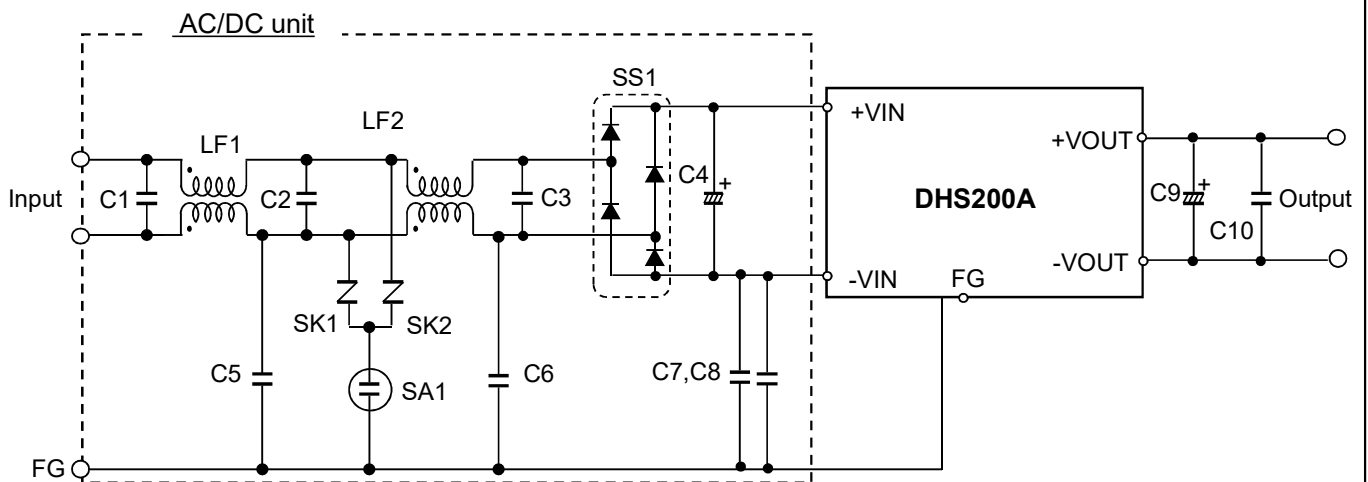 AC/DC unit
SS1
+VIN
LF2
LF1
+VOUT
C4
+
C9
+
Input
C1
C2
C3
DHS200A
Output
C10
-VOUT
-VIN
FG
SK1
SK2
C5
C6
C7,C8
SA1
FG